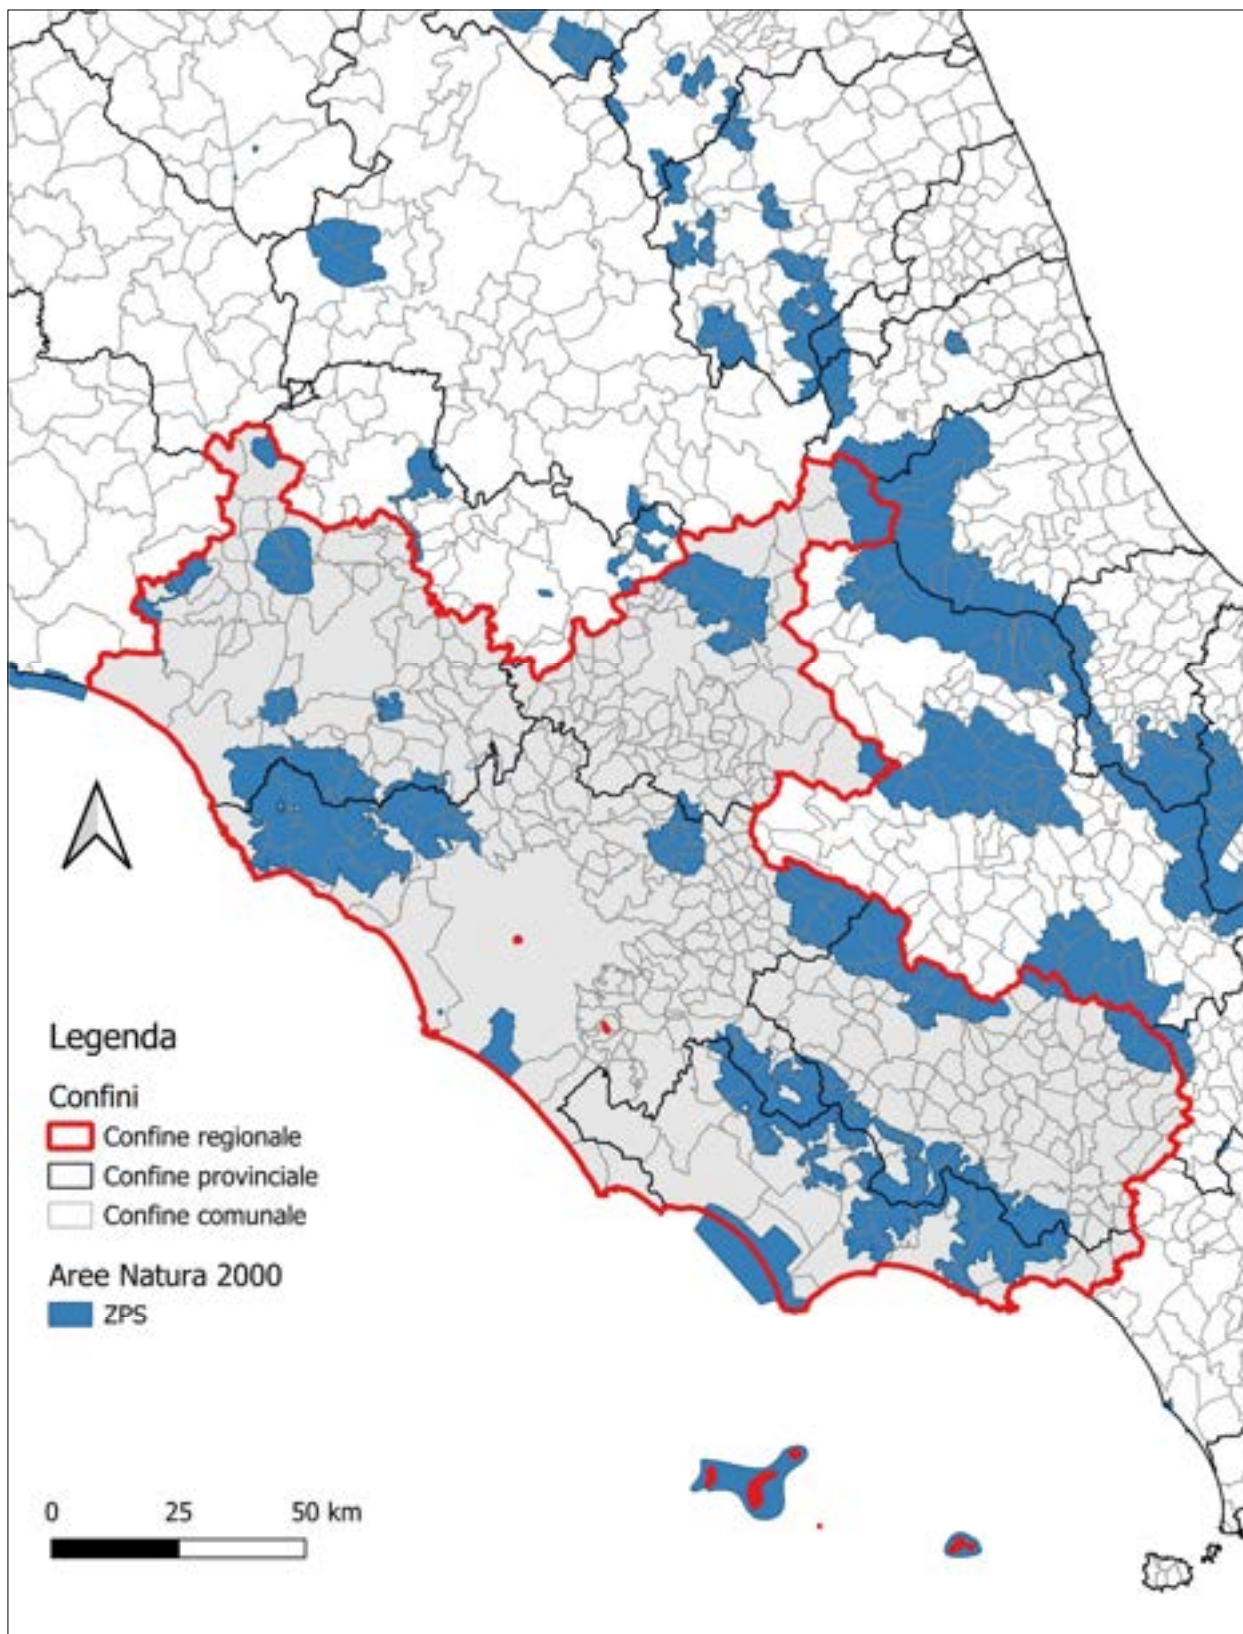 Legenda
Confini
Confine regionale
Confine provinciale
Confine comunale
Aree Natura 2000
ZPS
0 25 50 km